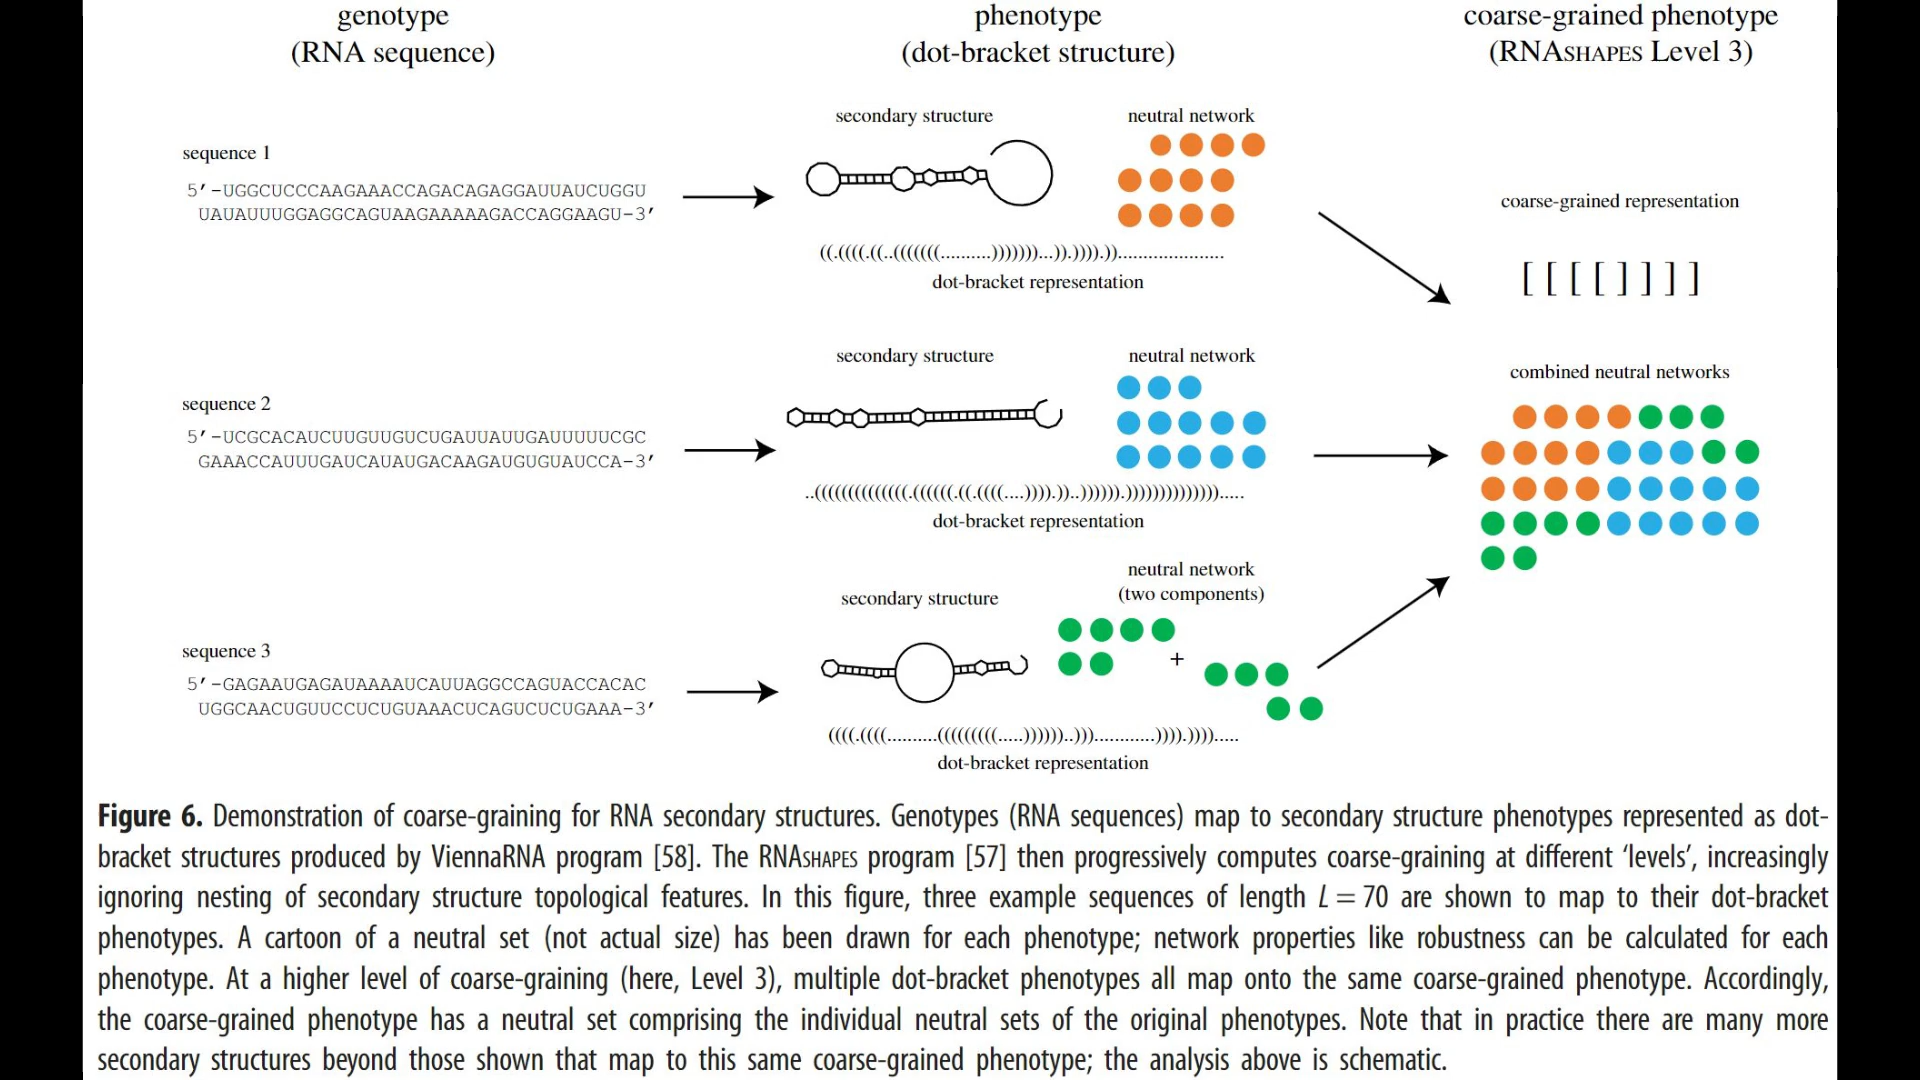 genotype
(RNA sequence)
phenotype
(dot-bracket structure)
coarse-grained phenotype
(RNASHAPES Level 3)
secondary structure
neutral network
sequence 1
5′-UGGCUCCCAAGAAACCAGACAGAGGAUUAUCUGGU
UAUAUUUGGAGGCAGUAAGAAAAAGACCAGGAAGU-3′
((.((((.((..(((((((..........)))))))...)).)))).)).....................
dot-bracket representation
coarse-grained representation
[ [ [ [ ] ] ] ]
secondary structure
neutral network
sequence 2
5′-UCGCACAUCUUGUUGUCUGAUUAUUGAUUUUUCGC
GAAACCAUUUGAUCAUAUGACAAGAUGUGUAUCCA-3′
..((((((((((((((.((((((.((.((((....)))).))..)))))).)))))))))))))).....
dot-bracket representation
combined neutral networks
secondary structure
neutral network
(two components)
+
sequence 3
5′-GAGAAUGAGAUAAAAUCAUUAGGCCAGUACCACAC
UGGCAACUGUUCCUCUGUAAACUCAGUCUCUGAAA-3′
((((.((((..........(((((((((.....))))))..)))............)))).)))).....
dot-bracket representation
Figure 6. Demonstration of coarse-graining for RNA secondary structures. Genotypes (RNA sequences) map to secondary structure phenotypes represented as dot-
bracket structures produced by ViennaRNA program [58]. The RNASHAPES program [57] then progressively computes coarse-graining at different ‘levels’, increasingly
ignoring nesting of secondary structure topological features. In this figure, three example sequences of length L = 70 are shown to map to their dot-bracket
phenotypes. A cartoon of a neutral set (not actual size) has been drawn for each phenotype; network properties like robustness can be calculated for each
phenotype. At a higher level of coarse-graining (here, Level 3), multiple dot-bracket phenotypes all map onto the same coarse-grained phenotype. Accordingly,
the coarse-grained phenotype has a neutral set comprising the individual neutral sets of the original phenotypes. Note that in practice there are many more
secondary structures beyond those shown that map to this same coarse-grained phenotype; the analysis above is schematic.